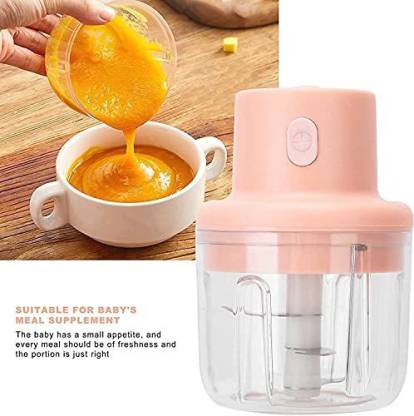 SUITABLE FOR BABY'S
MEAL SUPPLEMENT
The baby has a small appetite, and
every meal should be of freshness and
the portion is just right